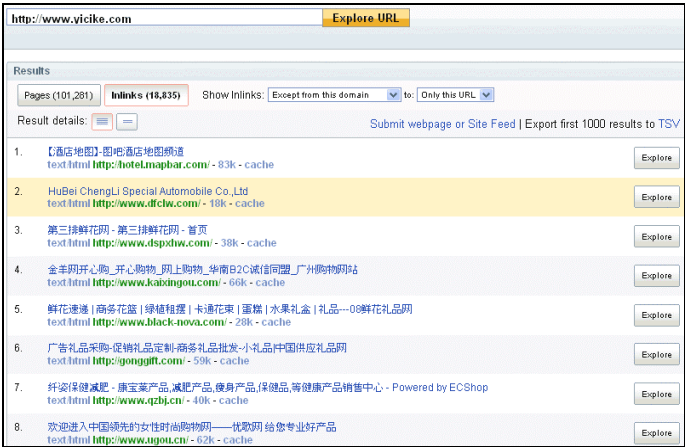 http://www.yicike.com Explore URL
Results
Pages (101,281) Inlinks (18,835) Show Inlinks: Except from this domain to: Only this URL
Result details:
Submit webpage or Site Feed | Export first 1000 results to TSV
1. 【酒店地图】-图吧酒店地图频道
text/html http://hotel.mapbar.com/ - 83k - cache
Explore
2. HuBei ChengLi Special Automobile Co.,Ltd
text/html http://www.dfclw.com/ - 18k - cache
Explore
3. 第三排鲜花网 - 第三排鲜花网 - 首页
text/html http://www.dspxhw.com/ - 38k - cache
Explore
4. 金羊网开心购_开心购物_网上购物_华南B2C诚信同盟_广州购物网站
text/html http://www.kaixingou.com/ - 66k - cache
Explore
5. 鲜花速递 | 商务花篮 | 绿植租摆 | 卡通花束 | 蛋糕 | 水果礼盒 | 礼品---08鲜花礼品网
text/html http://www.black-nova.com/ - 28k - cache
Explore
6. 广告礼品采购-促销礼品定制-商务礼品批发-小礼品|中国供应礼品网
text/html http://gonggift.com/ - 59k - cache
Explore
7. 纤姿保健减肥 - 康宝莱产品,减肥产品,瘦身产品,保健品,等健康产品销售中心 - Powered by ECShop
text/html http://www.qzbj.cn/ - 40k - cache
Explore
8. 欢迎进入中国领先的女性时尚购物网——优歌网 给您专业好产品
text/html http://www.ugou.cn/ - 62k - cache
Explore